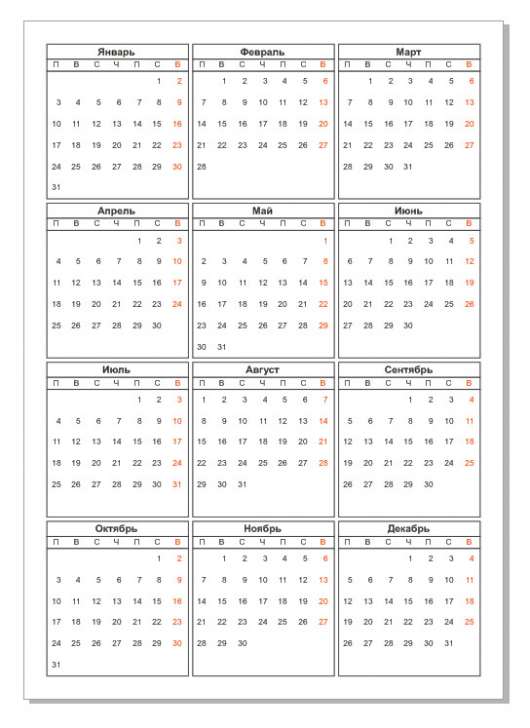 Январь
П В С Ч П С В
1 2
3 4 5 6 7 8 9
10 11 12 13 14 15 16
17 18 19 20 21 22 23
24 25 26 27 28 29 30
31
Февраль
П В С Ч П С В
1 2 3 4 5 6
7 8 9 10 11 12 13
14 15 16 17 18 19 20
21 22 23 24 25 26 27
28
Март
П В С Ч П С В
1 2 3 4 5 6
7 8 9 10 11 12 13
14 15 16 17 18 19 20
21 22 23 24 25 26 27
28 29 30 31
Апрель
П В С Ч П С В
1 2 3
4 5 6 7 8 9 10
11 12 13 14 15 16 17
18 19 20 21 22 23 24
25 26 27 28 29 30
Май
П В С Ч П С В
1
2 3 4 5 6 7 8
9 10 11 12 13 14 15
16 17 18 19 20 21 22
23 24 25 26 27 28 29
30 31
Июнь
П В С Ч П С В
1 2 3 4 5
6 7 8 9 10 11 12
13 14 15 16 17 18 19
20 21 22 23 24 25 26
27 28 29 30
Июль
П В С Ч П С В
1 2 3
4 5 6 7 8 9 10
11 12 13 14 15 16 17
18 19 20 21 22 23 24
25 26 27 28 29 30 31
Август
П В С Ч П С В
1 2 3 4 5 6 7
8 9 10 11 12 13 14
15 16 17 18 19 20 21
22 23 24 25 26 27 28
29 30 31
Сентябрь
П В С Ч П С В
1 2 3 4
5 6 7 8 9 10 11
12 13 14 15 16 17 18
19 20 21 22 23 24 25
26 27 28 29 30
Октябрь
П В С Ч П С В
1 2
3 4 5 6 7 8 9
10 11 12 13 14 15 16
17 18 19 20 21 22 23
24 25 26 27 28 29 30
31
Ноябрь
П В С Ч П С В
1 2 3 4 5 6
7 8 9 10 11 12 13
14 15 16 17 18 19 20
21 22 23 24 25 26 27
28 29 30
Декабрь
П В С Ч П С В
1 2 3 4
5 6 7 8 9 10 11
12 13 14 15 16 17 18
19 20 21 22 23 24 25
26 27 28 29 30 31